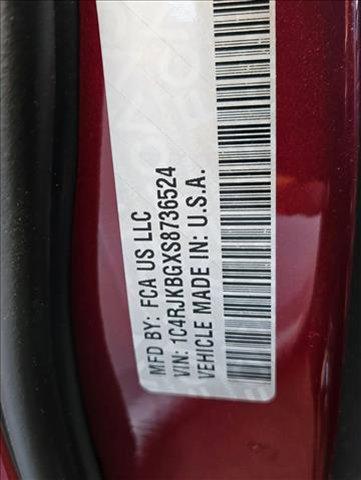 MFD BY: FCA US LLC
VIN: 1C4RJKBGXS8736524
VEHICLE MADE IN: U.S.A.